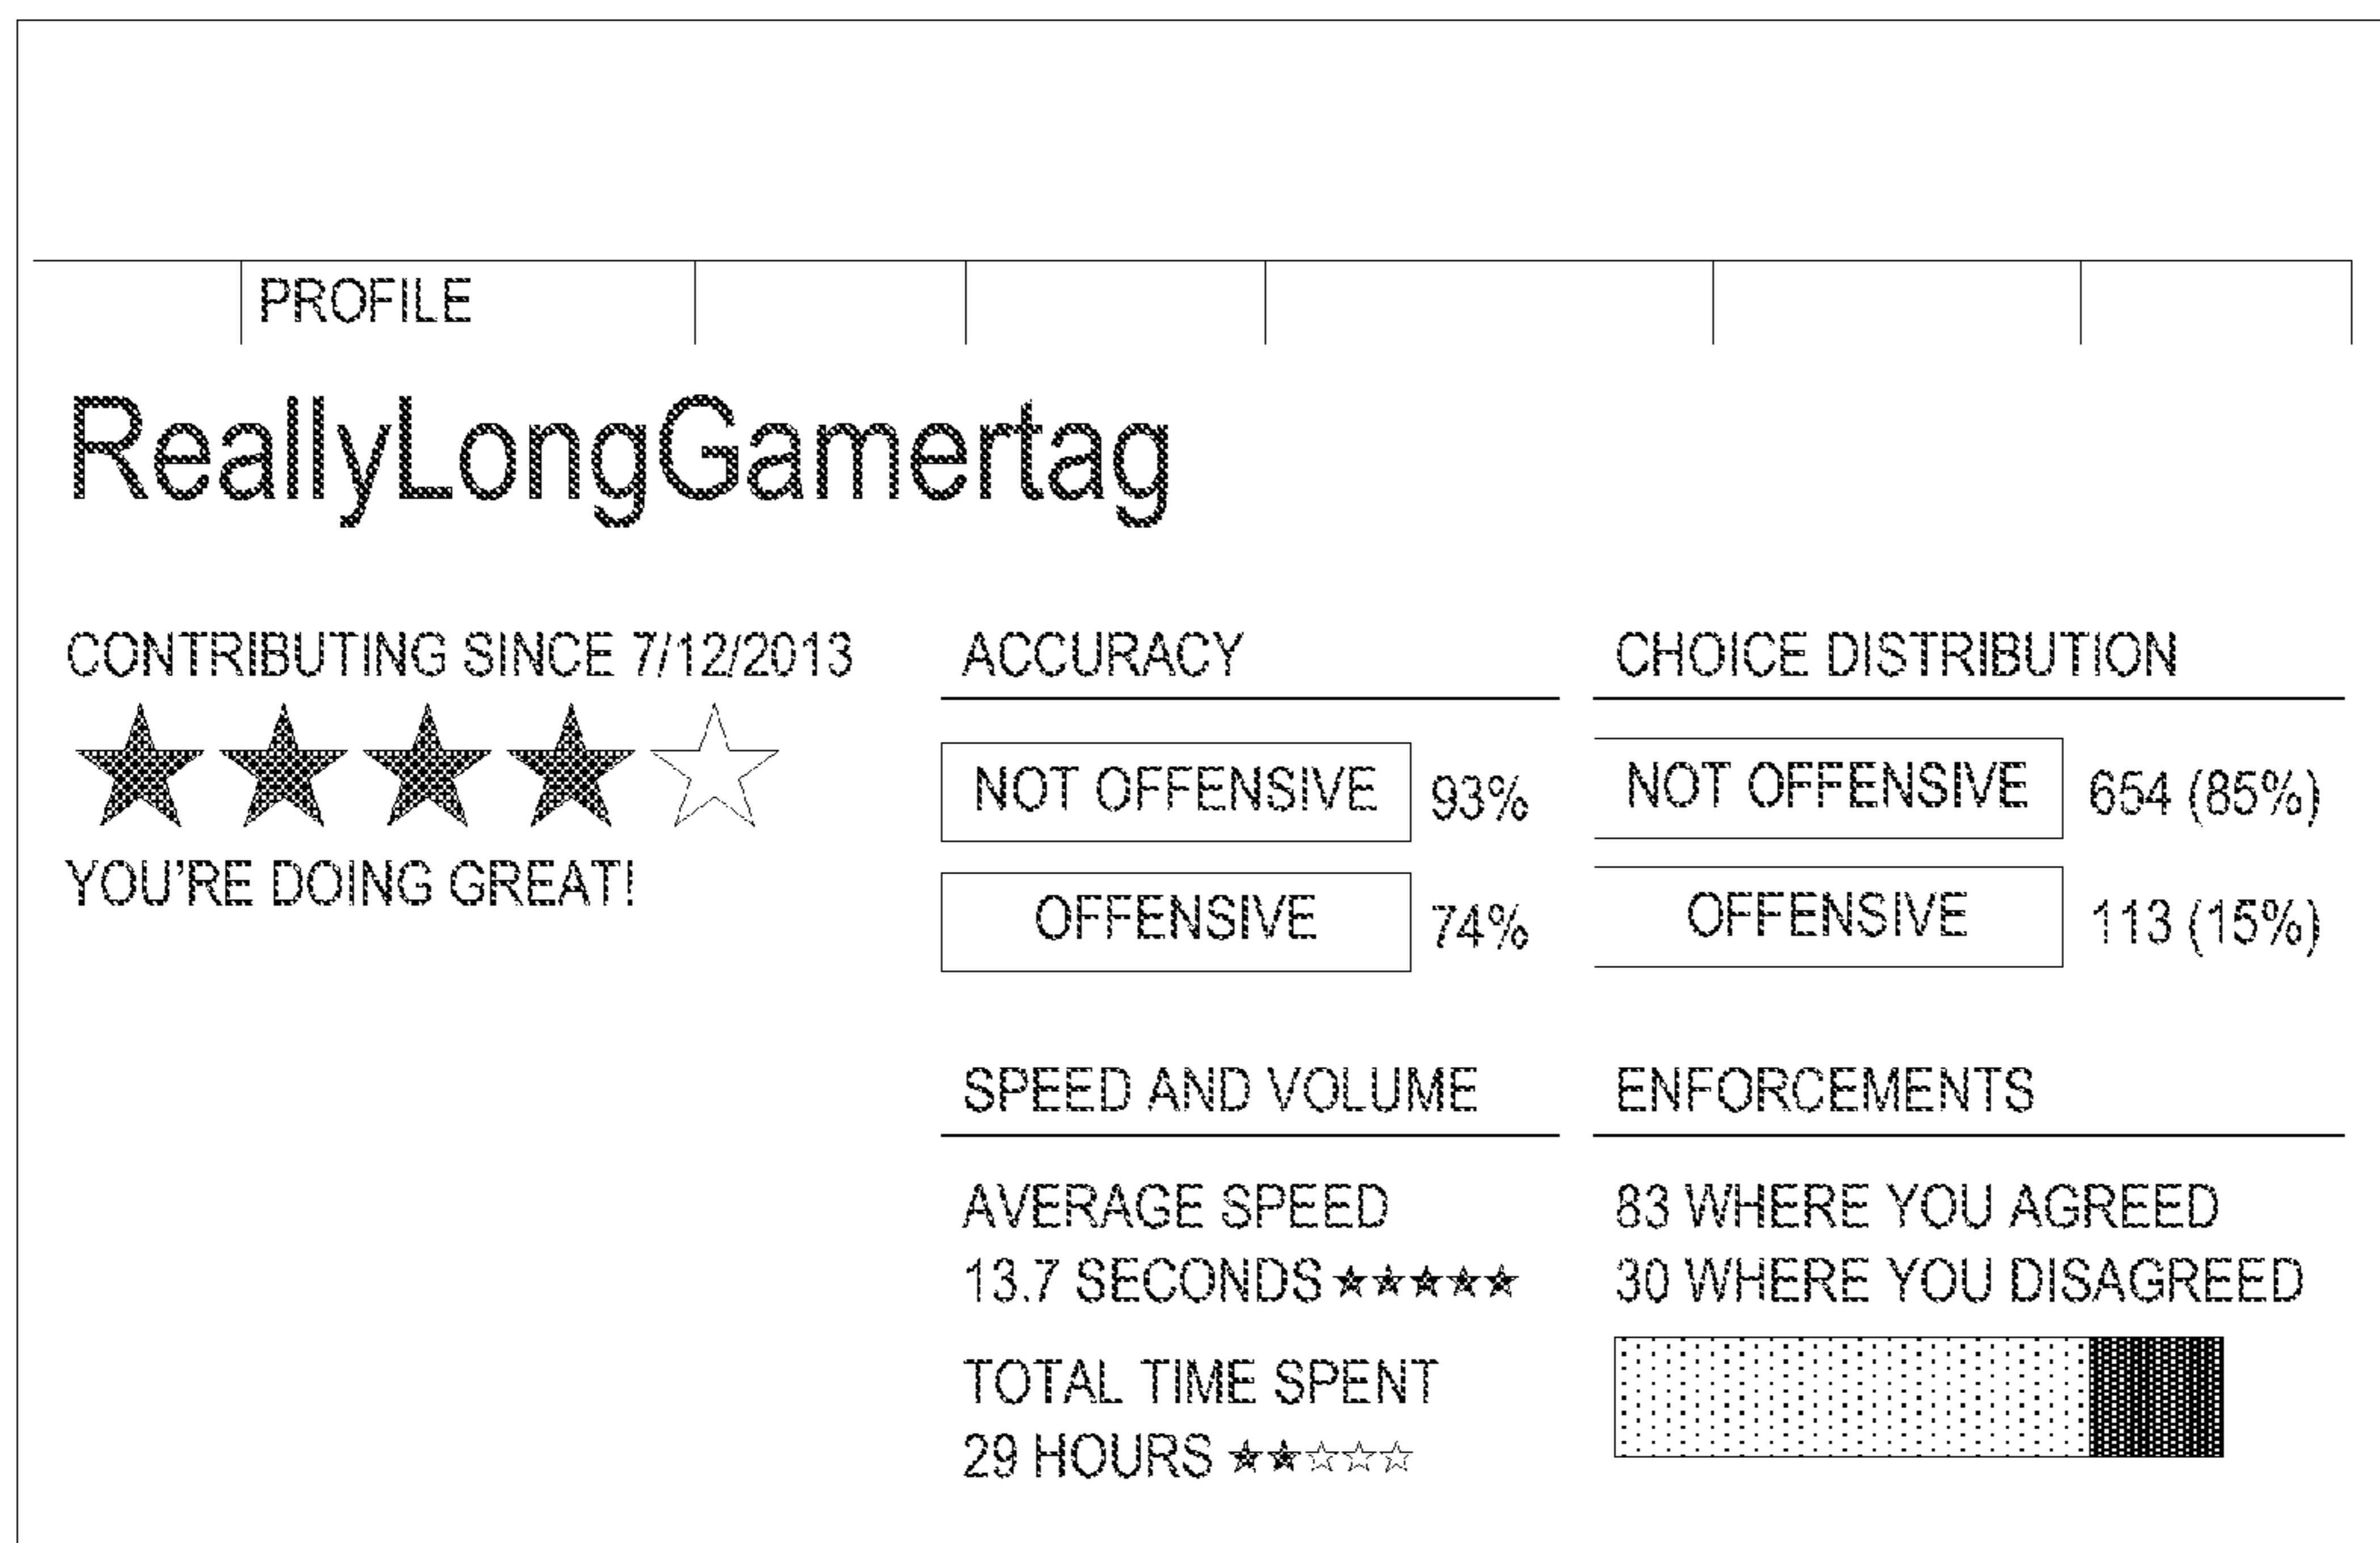 PROFILE
ReallyLongGamertag
CONTRIBUTING SINCE 7/12/2013
YOU'RE DOING GREAT!
ACCURACY
NOT OFFENSIVE 93%
OFFENSIVE 74%
CHOICE DISTRIBUTION
NOT OFFENSIVE 654 (85%)
OFFENSIVE 113 (15%)
SPEED AND VOLUME
AVERAGE SPEED
13.7 SECONDS ★★★★★
TOTAL TIME SPENT
29 HOURS ★★☆☆☆
ENFORCEMENTS
83 WHERE YOU AGREED
30 WHERE YOU DISAGREED